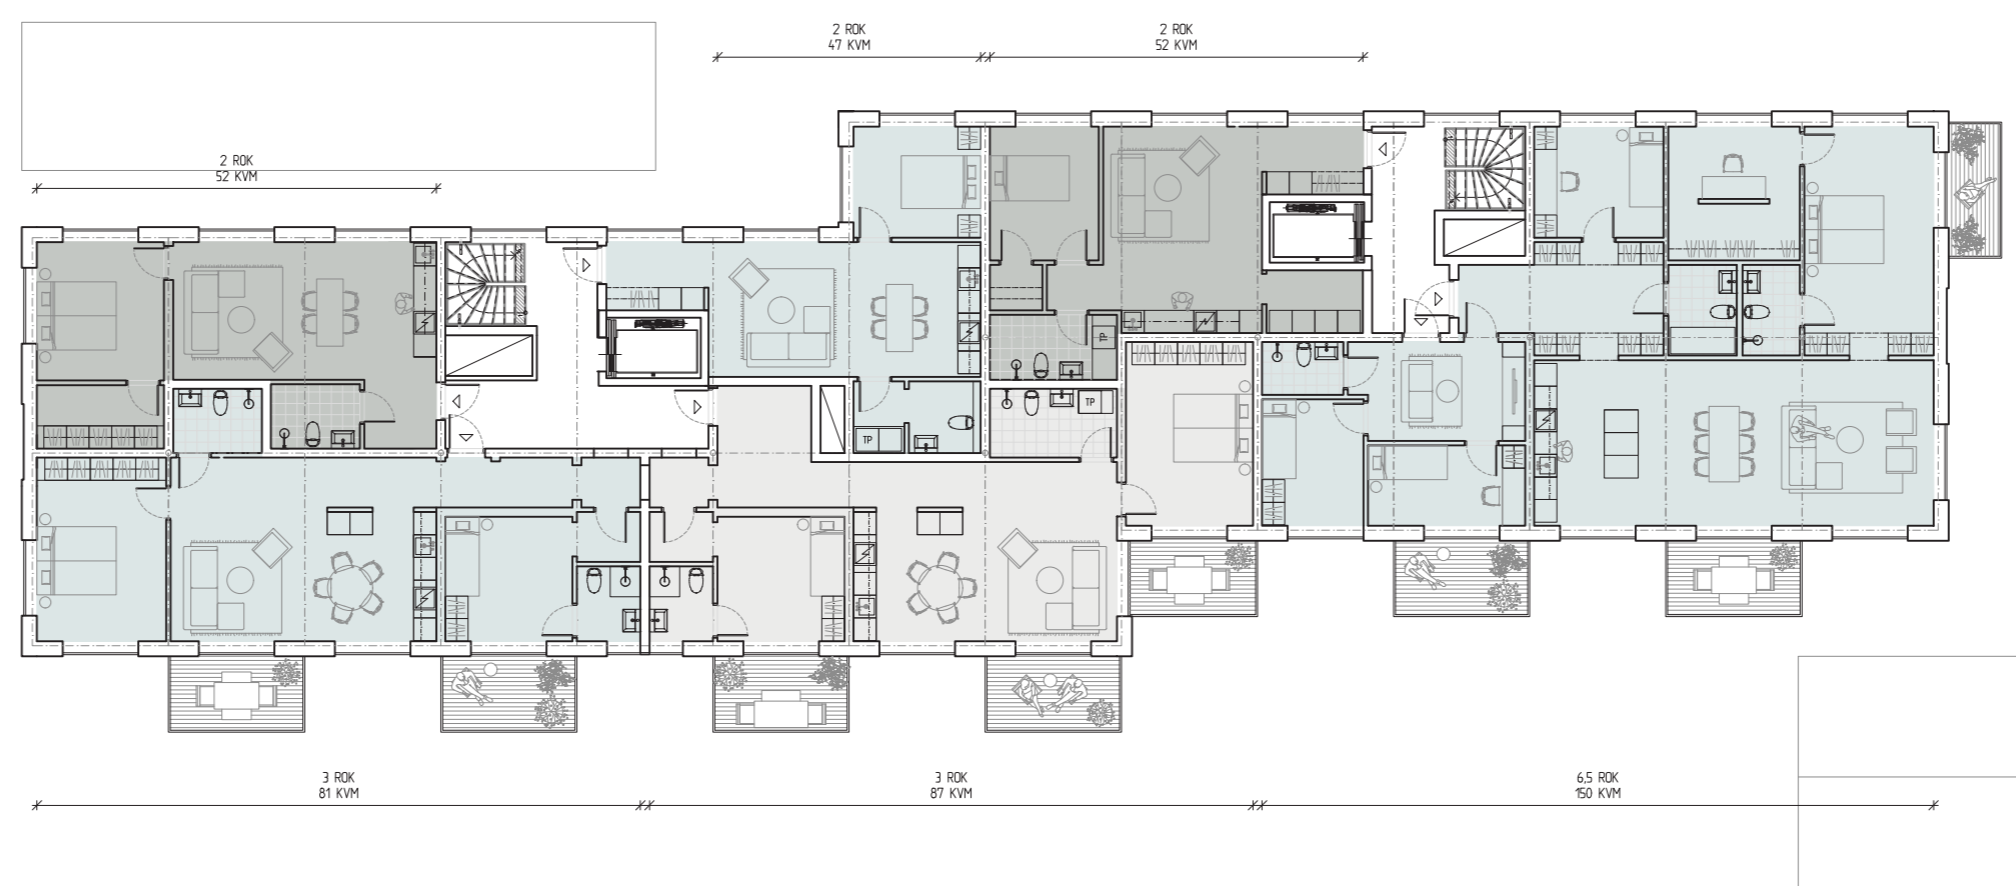 2 ROK
47 KVM
2 ROK
52 KVM
2 ROK
52 KVM
TP
TP
TP
3 ROK
81 KVM
3 ROK
87 KVM
6,5 ROK
150 KVM